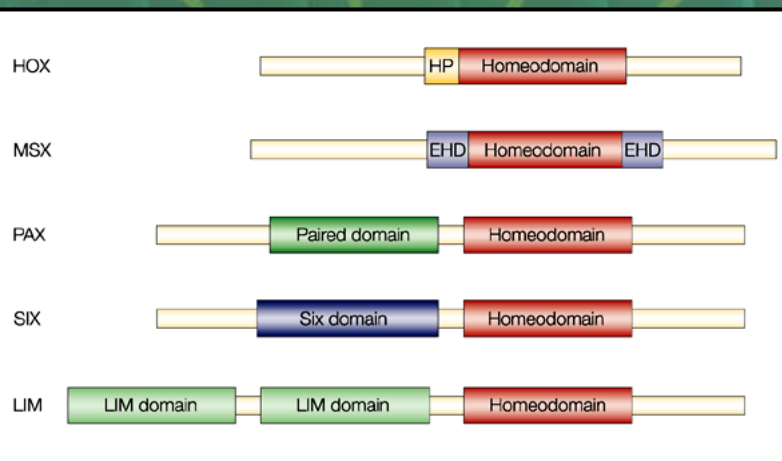 HOX HP Homeodomain
MSX EHD Homeodomain EHD
PAX Paired domain Homeodomain
SIX Six domain Homeodomain
LIM LIM domain LIM domain Homeodomain